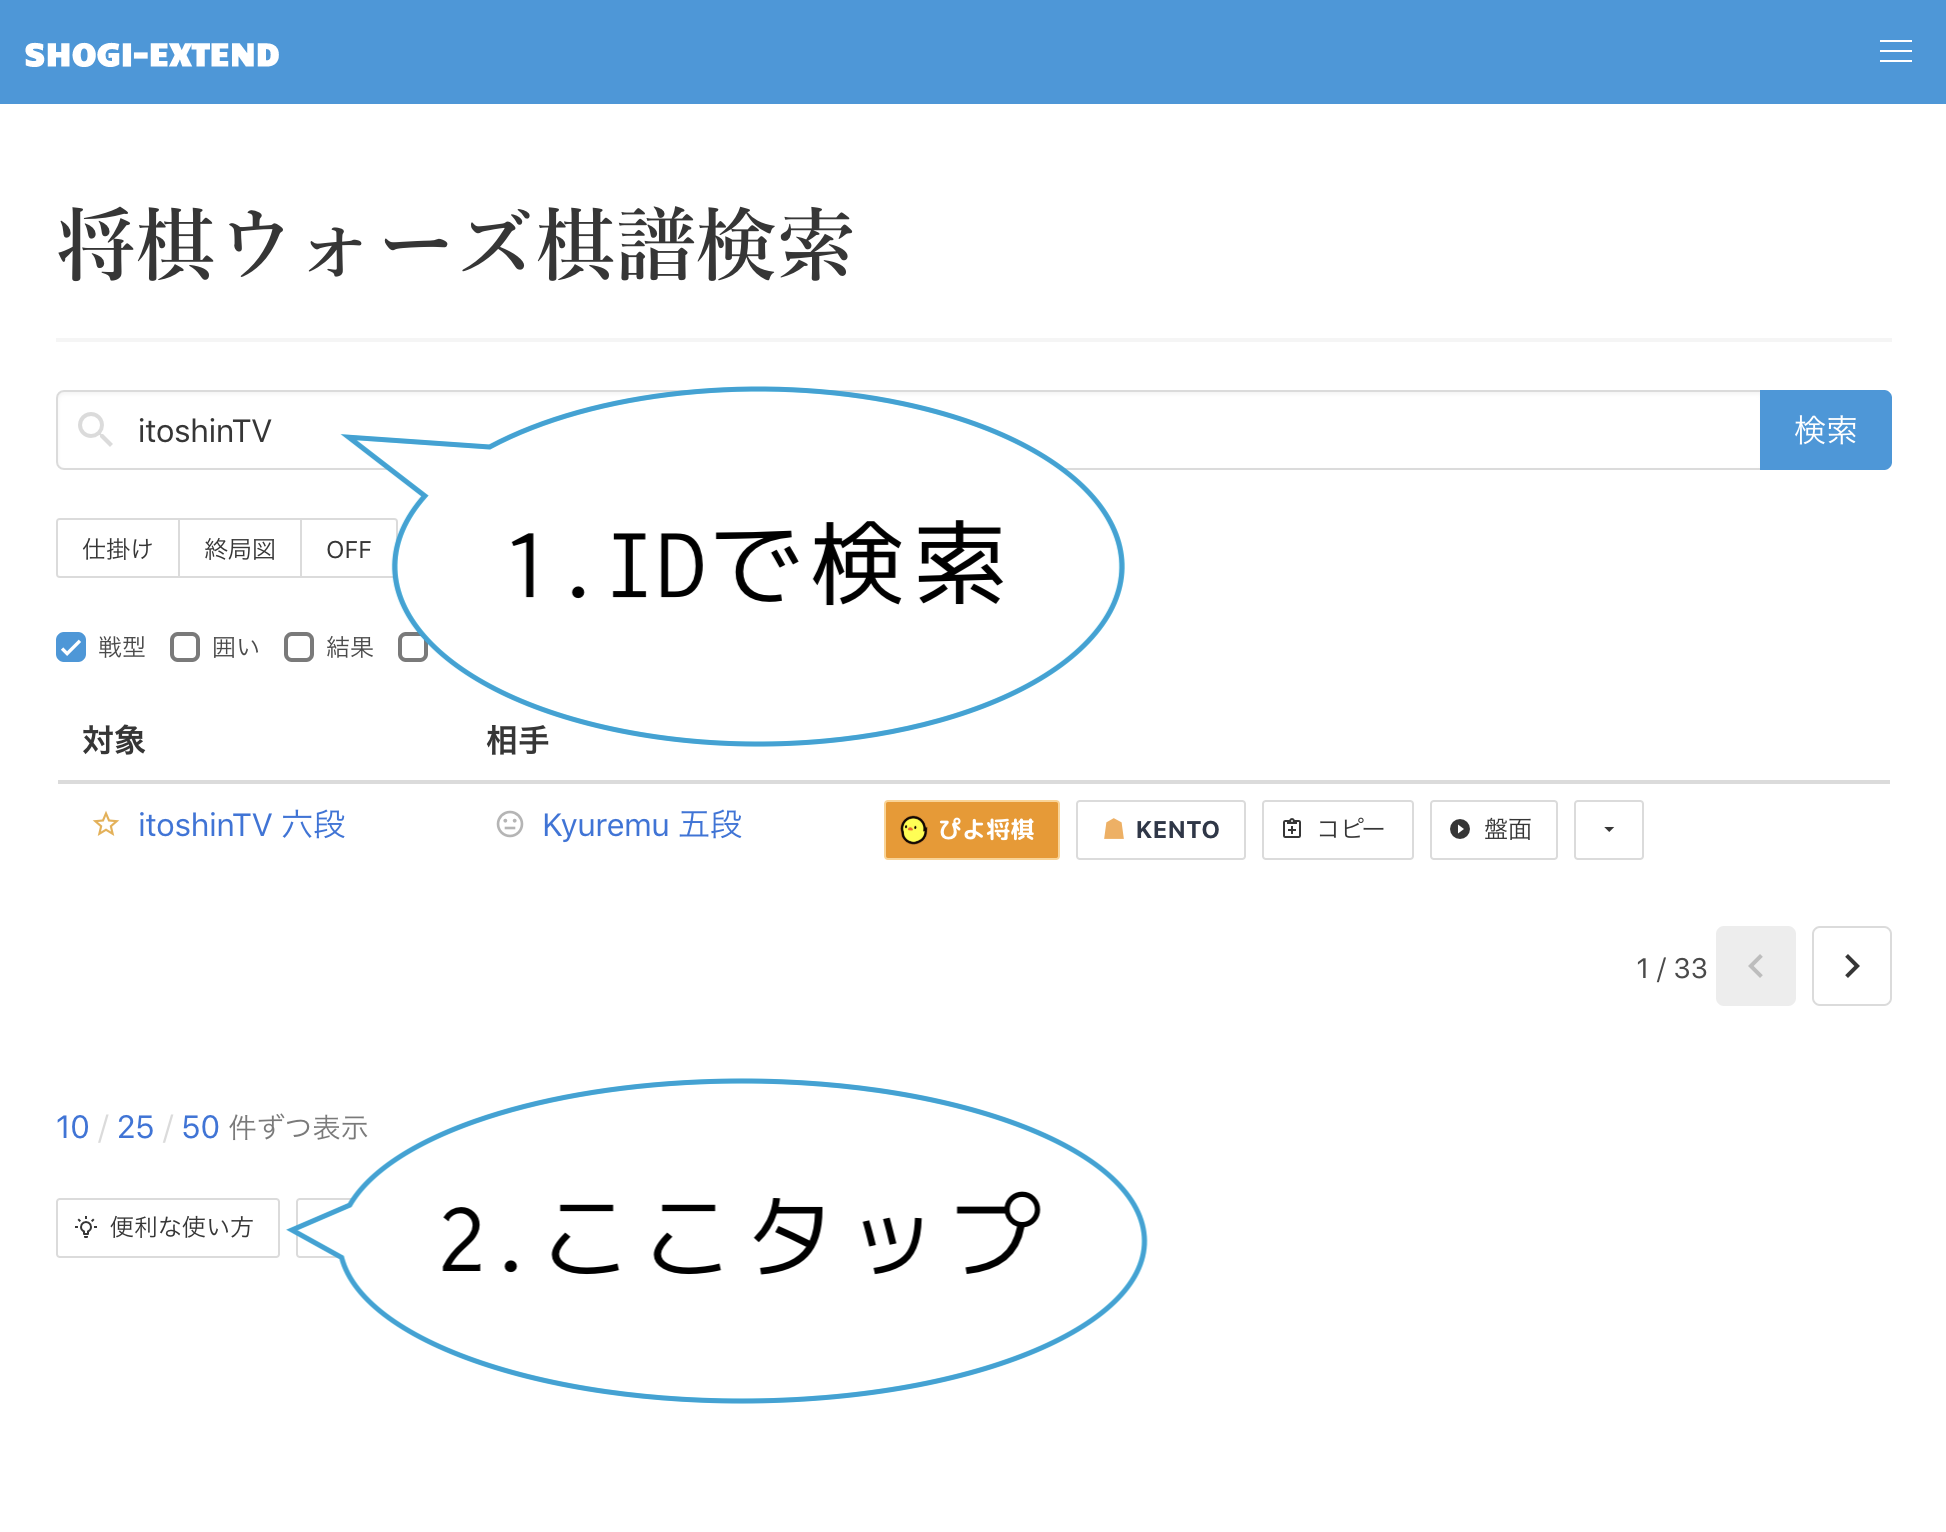 SHOGI-EXTEND
将棋ウォーズ棋譜検索
itoshinTV
検索
1.IDで検索
仕掛け 終局図 OFF
戦型 囲い 結果
対象 相手
itoshinTV 六段 Kyuremu 五段 ぴよ将棋 KENTO コピー 盤面
1 / 33
10 / 25 / 50 件ずつ表示
便利な使い方
2.ここタップ